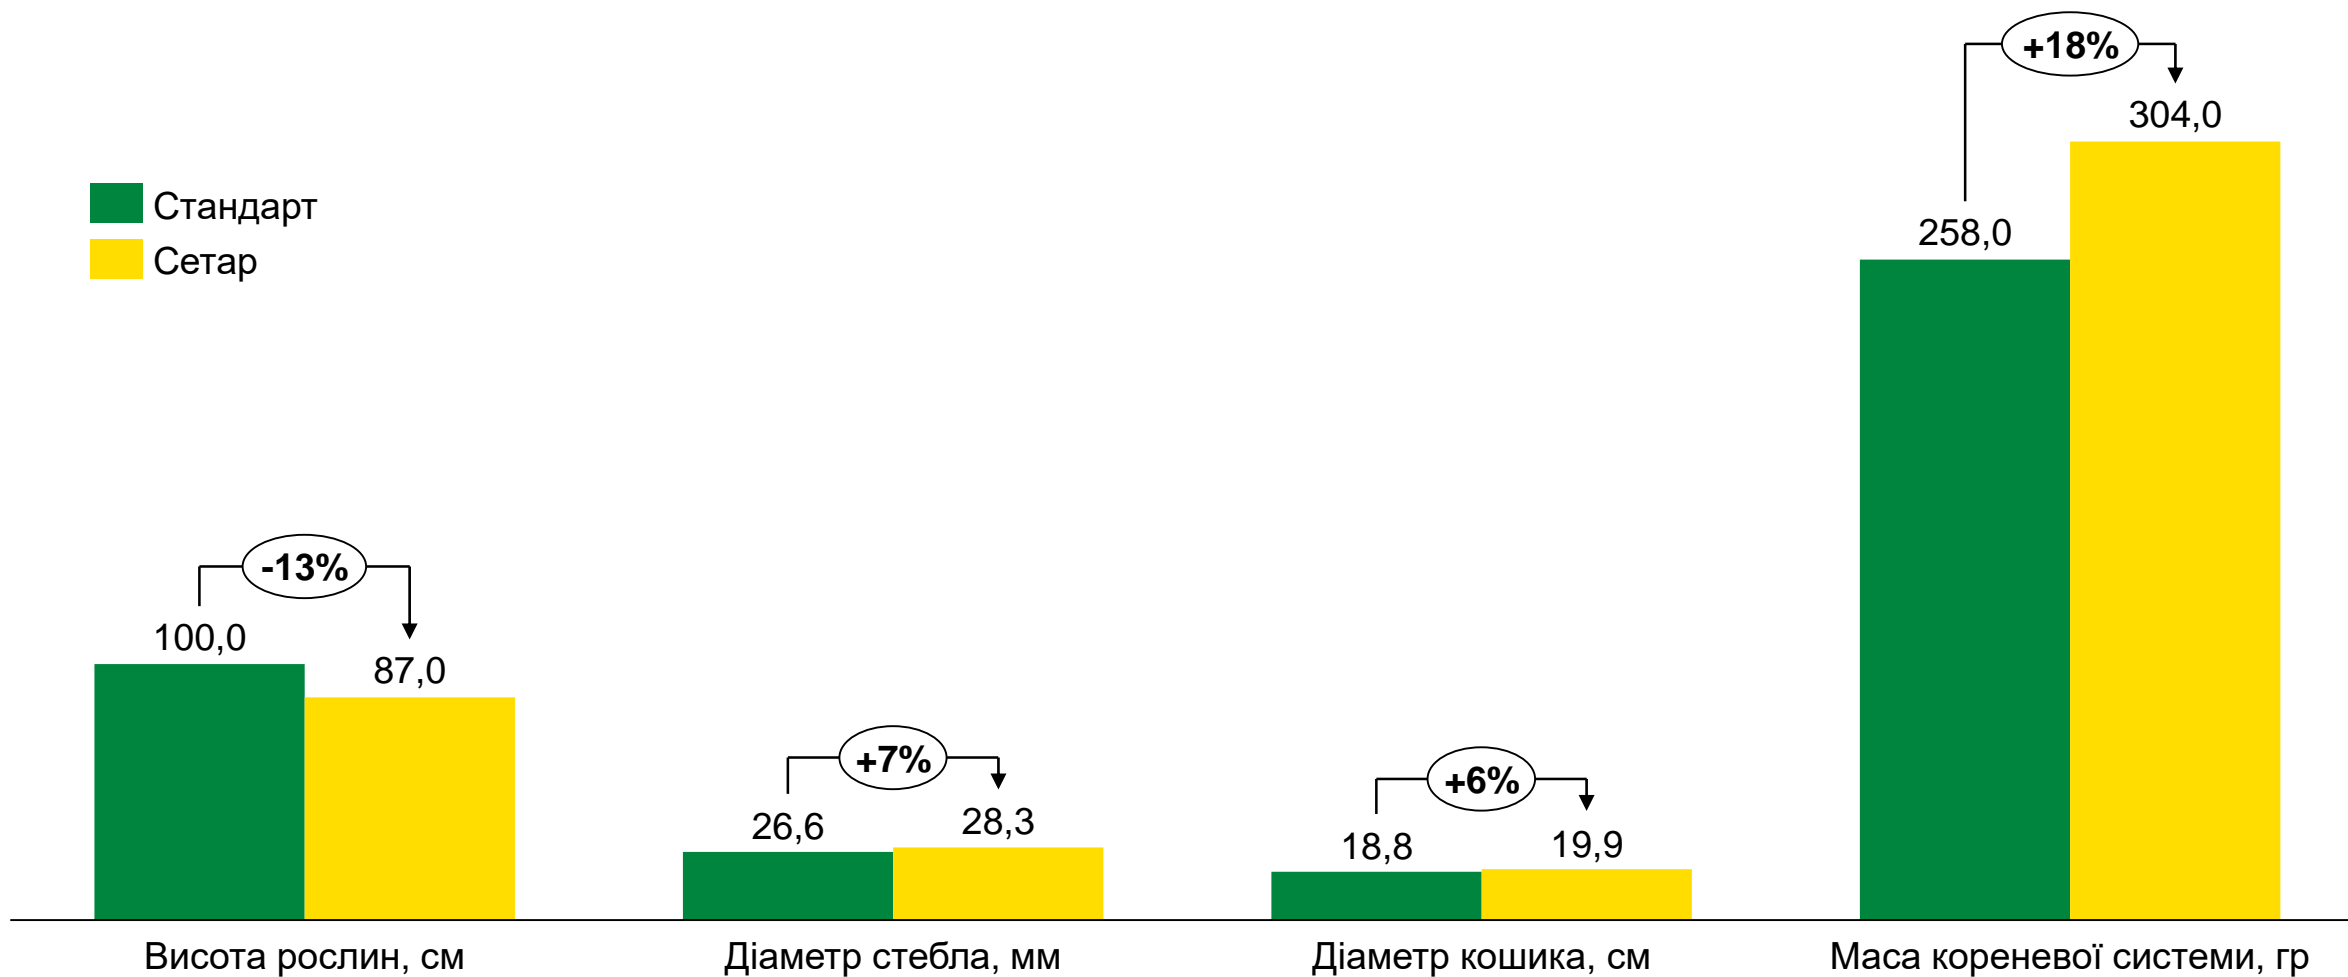 +18%
304,0
Стандарт
258,0
Сетар
-13%
100,0
87,0
+7%
+6%
26,6
28,3
18,8
19,9
Висота рослин, см
Діаметр стебла, мм
Діаметр кошика, см
Маса кореневої системи, гр